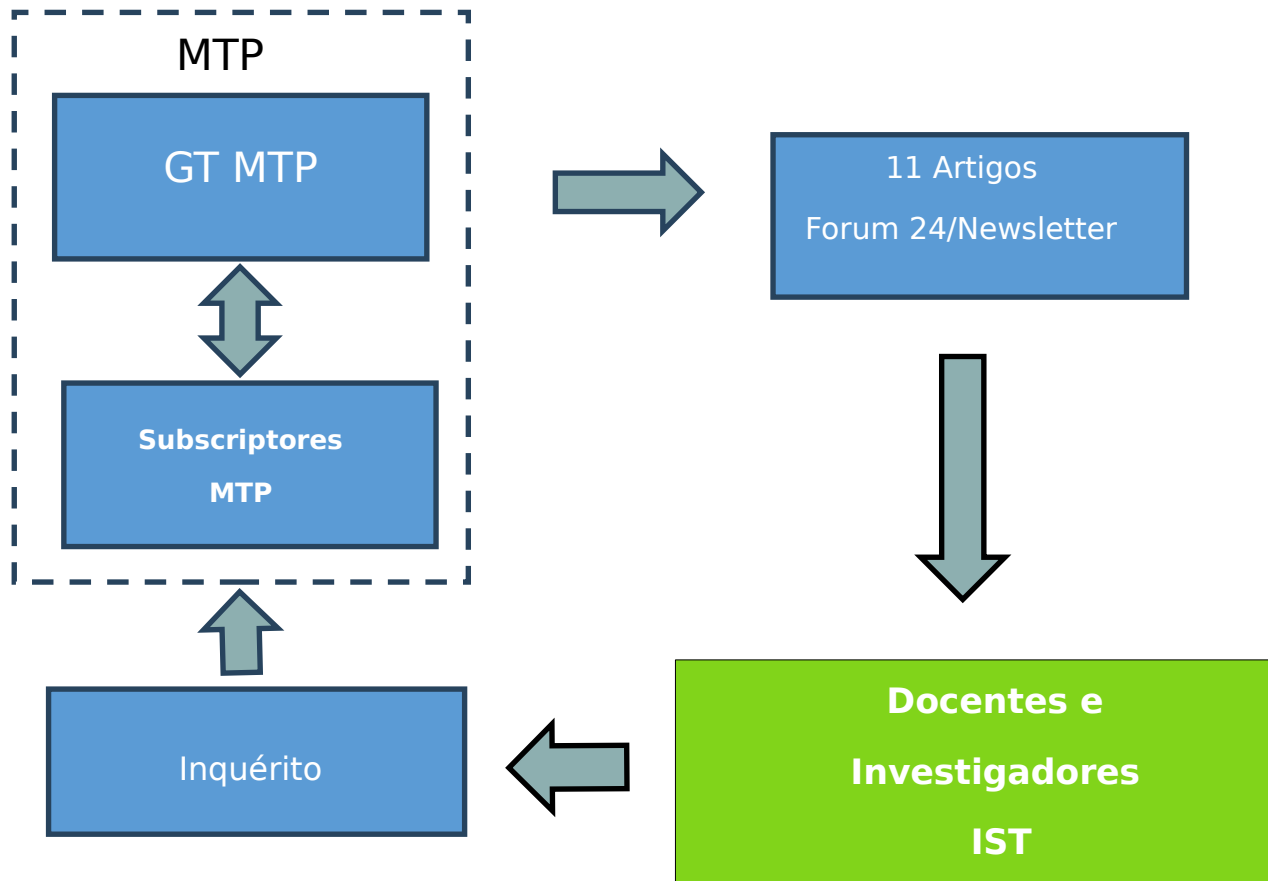 MTP
GT MTP
11 Artigos
Forum 24/Newsletter
Subscriptores
MTP
Docentes e
Investigadores
IST
Inquérito